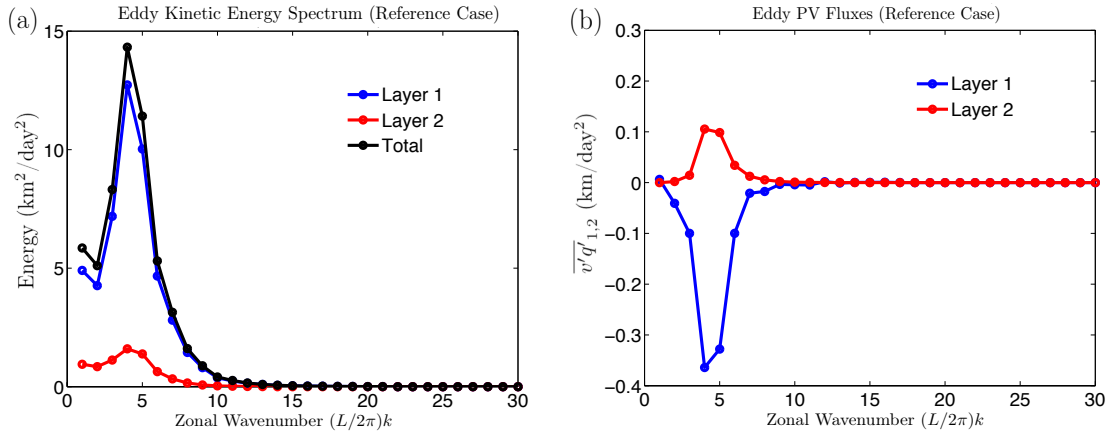 (a)
Eddy Kinetic Energy Spectrum (Reference Case)
15
10
5
0
Energy (km²/day²)
Layer 1
Layer 2
Total
0 5 10 15 20 25 30
Zonal Wavenumber (L/2π)k
(b)
Eddy PV Fluxes (Reference Case)
0.3
0.2
0.1
0
−0.1
−0.2
−0.3
−0.4
v′q′1,2 (km/day²)
Layer 1
Layer 2
0 5 10 15 20 25 30
Zonal Wavenumber (L/2π)k